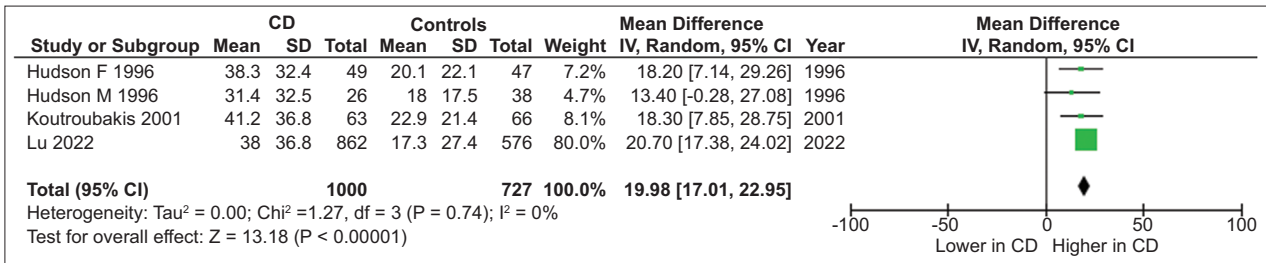 CD Controls Mean Difference Mean Difference
Study or Subgroup Mean SD Total Mean SD Total Weight IV, Random, 95% CI Year IV, Random, 95% CI
Hudson F 1996 38.3 32.4 49 20.1 22.1 47 7.2% 18.20 [7.14, 29.26] 1996
Hudson M 1996 31.4 32.5 26 18 17.5 38 4.7% 13.40 [-0.28, 27.08] 1996
Koutroubakis 2001 41.2 36.8 63 22.9 21.4 66 8.1% 18.30 [7.85, 28.75] 2001
Lu 2022 38 36.8 862 17.3 27.4 576 80.0% 20.70 [17.38, 24.02] 2022
Total (95% CI) 1000 727 100.0% 19.98 [17.01, 22.95]
Heterogeneity: Tau² = 0.00; Chi² =1.27, df = 3 (P = 0.74); I² = 0%
Test for overall effect: Z = 13.18 (P < 0.00001)
-100 -50 0 50 100
Lower in CD Higher in CD